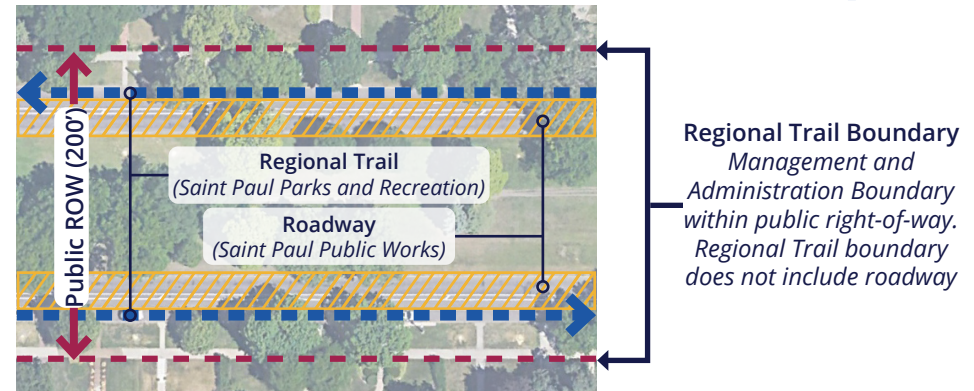 Public ROW (200')
Regional Trail
(Saint Paul Parks and Recreation)
Roadway
(Saint Paul Public Works)
Regional Trail Boundary
Management and
Administration Boundary
within public right-of-way.
Regional Trail boundary
does not include roadway